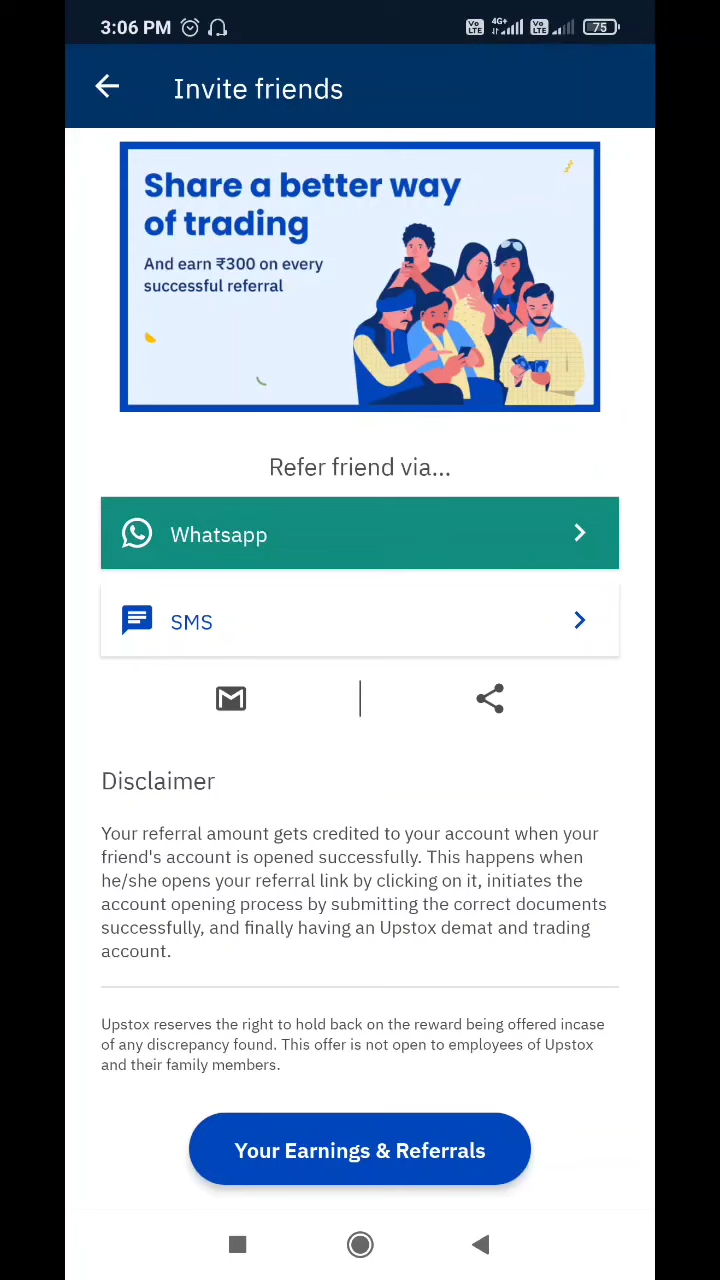 3:06 PM
Vo LTE 4G+ Vo LTE 75
Invite friends
Share a better way
of trading
And earn ₹300 on every
successful referral
Refer friend via...
Whatsapp
SMS
Disclaimer
Your referral amount gets credited to your account when your
friend's account is opened successfully. This happens when
he/she opens your referral link by clicking on it, initiates the
account opening process by submitting the correct documents
successfully, and finally having an Upstox demat and trading
account.
Upstox reserves the right to hold back on the reward being offered incase
of any discrepancy found. This offer is not open to employees of Upstox
and their family members.
Your Earnings & Referrals